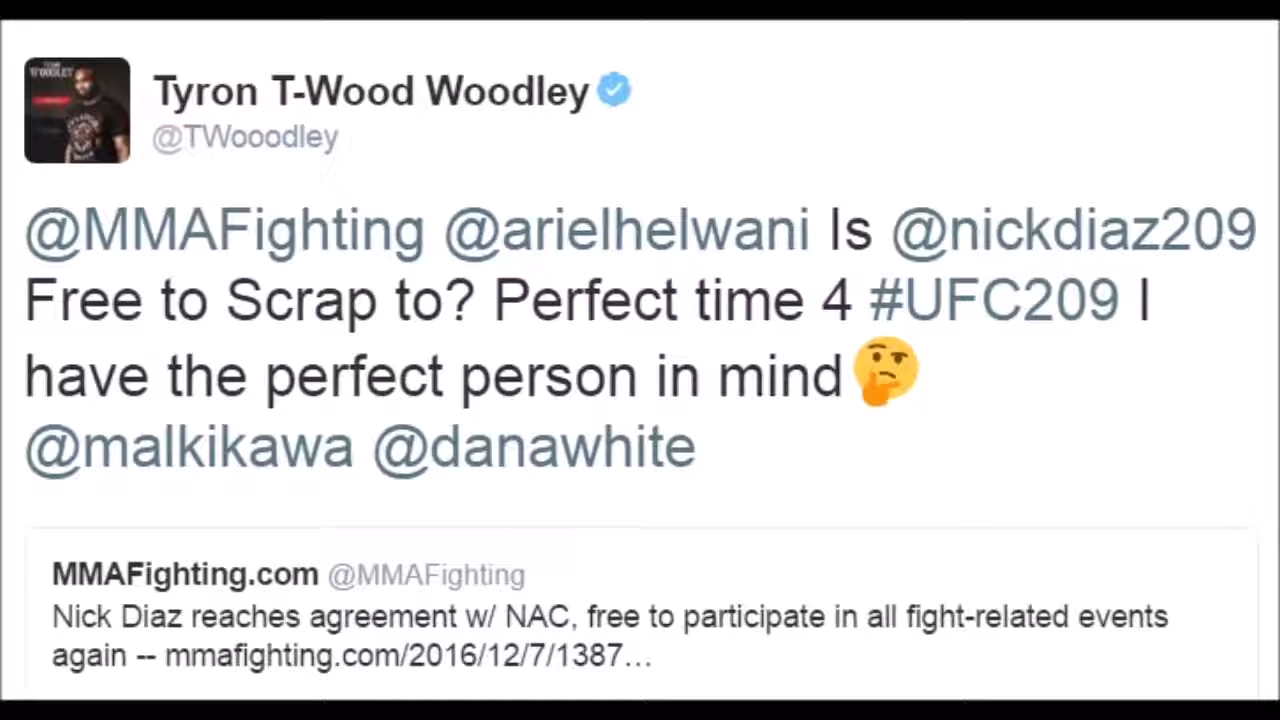 WOODLEY
Tyron T-Wood Woodley
@TWooodley
@MMAFighting @arielhelwani Is @nickdiaz209
Free to Scrap to? Perfect time 4 #UFC209 I
have the perfect person in mind🤔
@malkikawa @danawhite
MMAFighting.com @MMAFighting
Nick Diaz reaches agreement w/ NAC, free to participate in all fight-related events
again -- mmafighting.com/2016/12/7/1387…